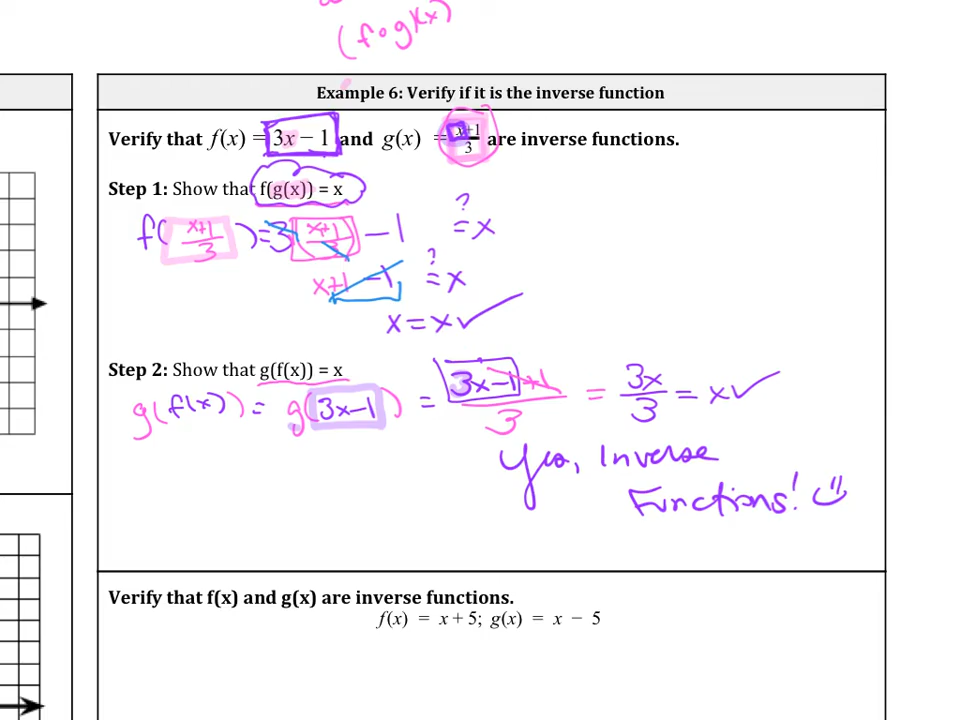 (f∘g)(x)
Example 6: Verify if it is the inverse function
Verify that f(x) = 3x − 1 and g(x) = x+1/3 are inverse functions.
Step 1: Show that f(g(x)) = x
f(x+1/3) = 3(x+1/3) − 1 ?= x
x+1 − 1 ?= x
x = x ✓
Step 2: Show that g(f(x)) = x
g(f(x)) = g(3x−1) = 3x−1+1/3 = 3x/3 = x ✓
Yes, Inverse
Functions! ☺
Verify that f(x) and g(x) are inverse functions.
f(x) = x + 5; g(x) = x − 5